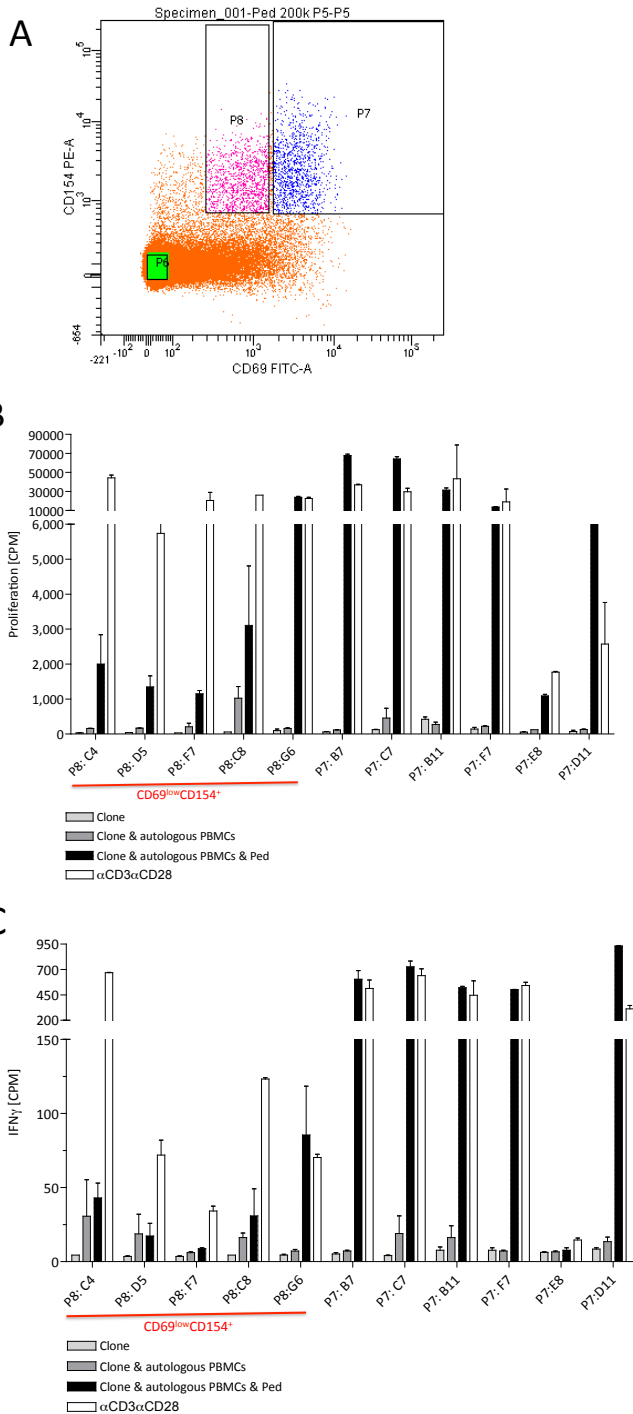 Specimen_001-Ped 200k P5-P5
A
CD154 PE-A
10^5
10^4
10^3
0
-654
P8
P7
P6
-221 -10^2 0 10^2 10^3 10^4 10^5
CD69 FITC-A
B
Proliferation [CPM]
90000
70000
50000
30000
10000
6,000
5,000
4,000
3,000
2,000
1,000
0
P8: C4 P8: D5 P8: F7 P8:C8 P8:G6 P7: B7 P7: C7 P7: B11 P7: F7 P7:E8 P7:D11
CD69lowCD154+
Clone
Clone & autologous PBMCs
Clone & autologous PBMCs & Ped
αCD3αCD28
C
IFNγ [CPM]
950
700
450
200
150
100
50
0
P8: C4 P8: D5 P8: F7 P8:C8 P8:G6 P7: B7 P7: C7 P7: B11 P7: F7 P7:E8 P7:D11
CD69lowCD154+
Clone
Clone & autologous PBMCs
Clone & autologous PBMCs & Ped
αCD3αCD28